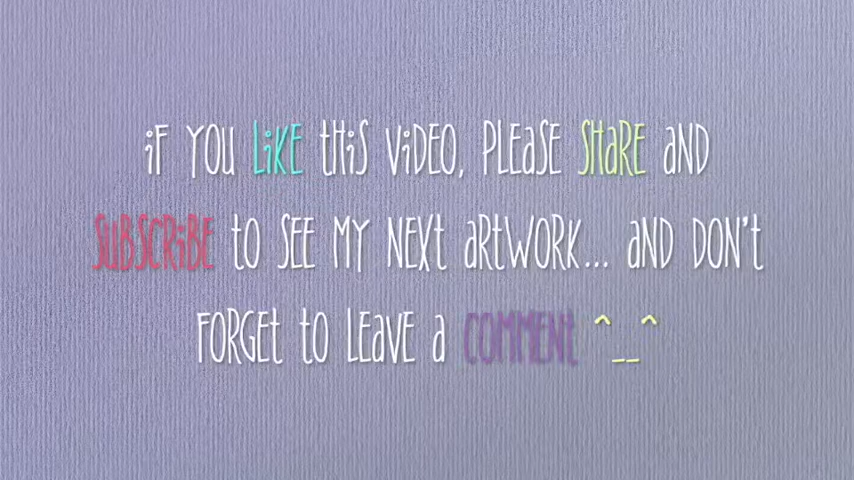 if YOU LiKE tHiS ViDEO, PLEaSE SHaRE aND
SUBSCRiBE tO SEE MY NEXt aRtWORK... aND DON't
FORGEt tO LEaVE a COMMENt ^__^